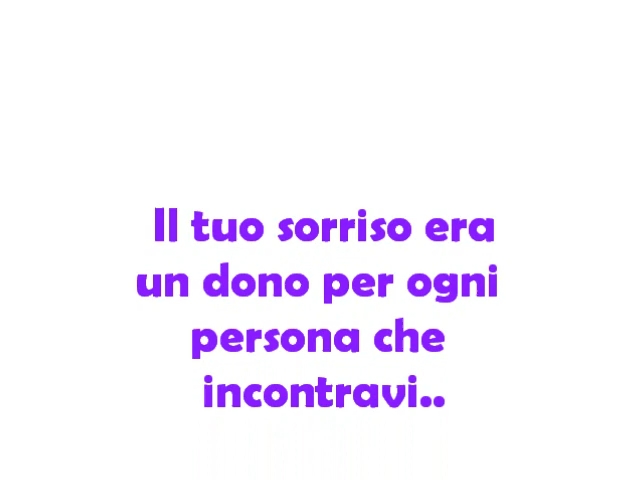 Il tuo sorriso era
un dono per ogni
persona che
incontravi..